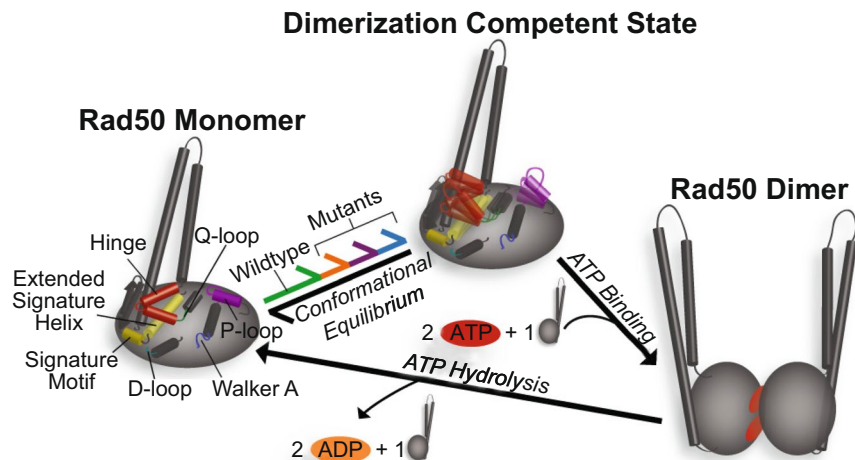 Dimerization Competent State
Rad50 Monomer
Rad50 Dimer
Mutants
Wildtype
Hinge
Q-loop
Extended
Signature
Helix
Conformational
Equilibrium
P-loop
Signature
Motif
D-loop
Walker A
ATP Binding
2 ATP + 1
ATP Hydrolysis
2 ADP + 1